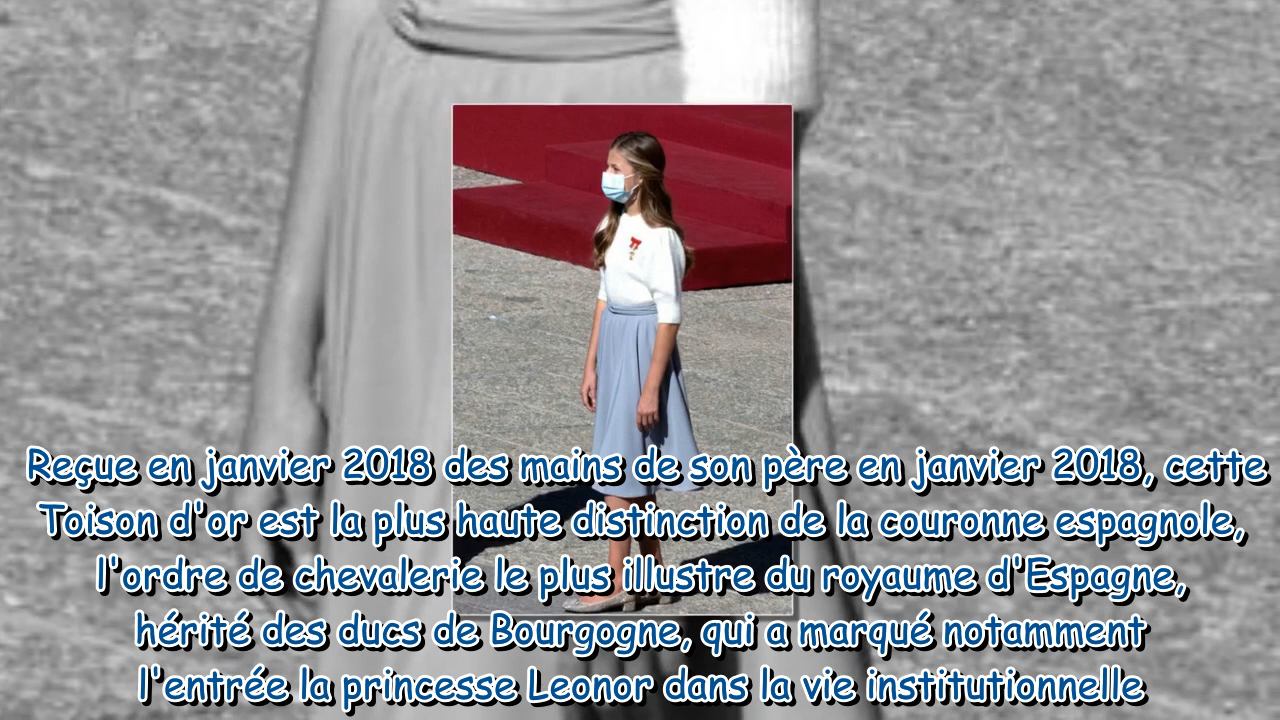 Reçue en janvier 2018 des mains de son père en janvier 2018, cette
Toison d'or est la plus haute distinction de la couronne espagnole,
l'ordre de chevalerie le plus illustre du royaume d'Espagne,
hérité des ducs de Bourgogne, qui a marqué notamment
l'entrée la princesse Leonor dans la vie institutionnelle